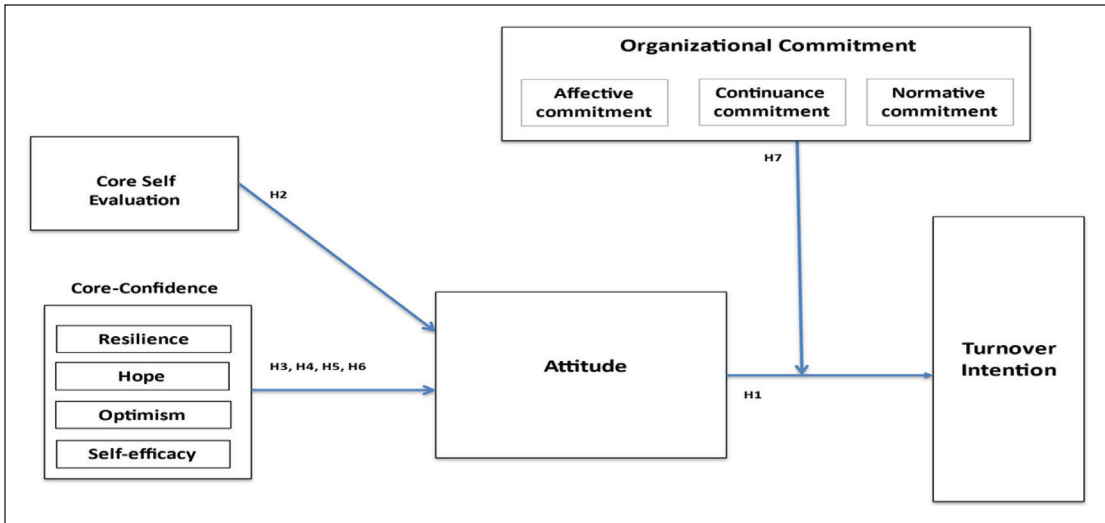 Organizational Commitment
Affective
commitment
Continuance
commitment
Normative
commitment
H7
Core Self
Evaluation
H2
Core-Confidence
Resilience
Hope
Optimism
Self-efficacy
H3, H4, H5, H6
Attitude
H1
Turnover
Intention